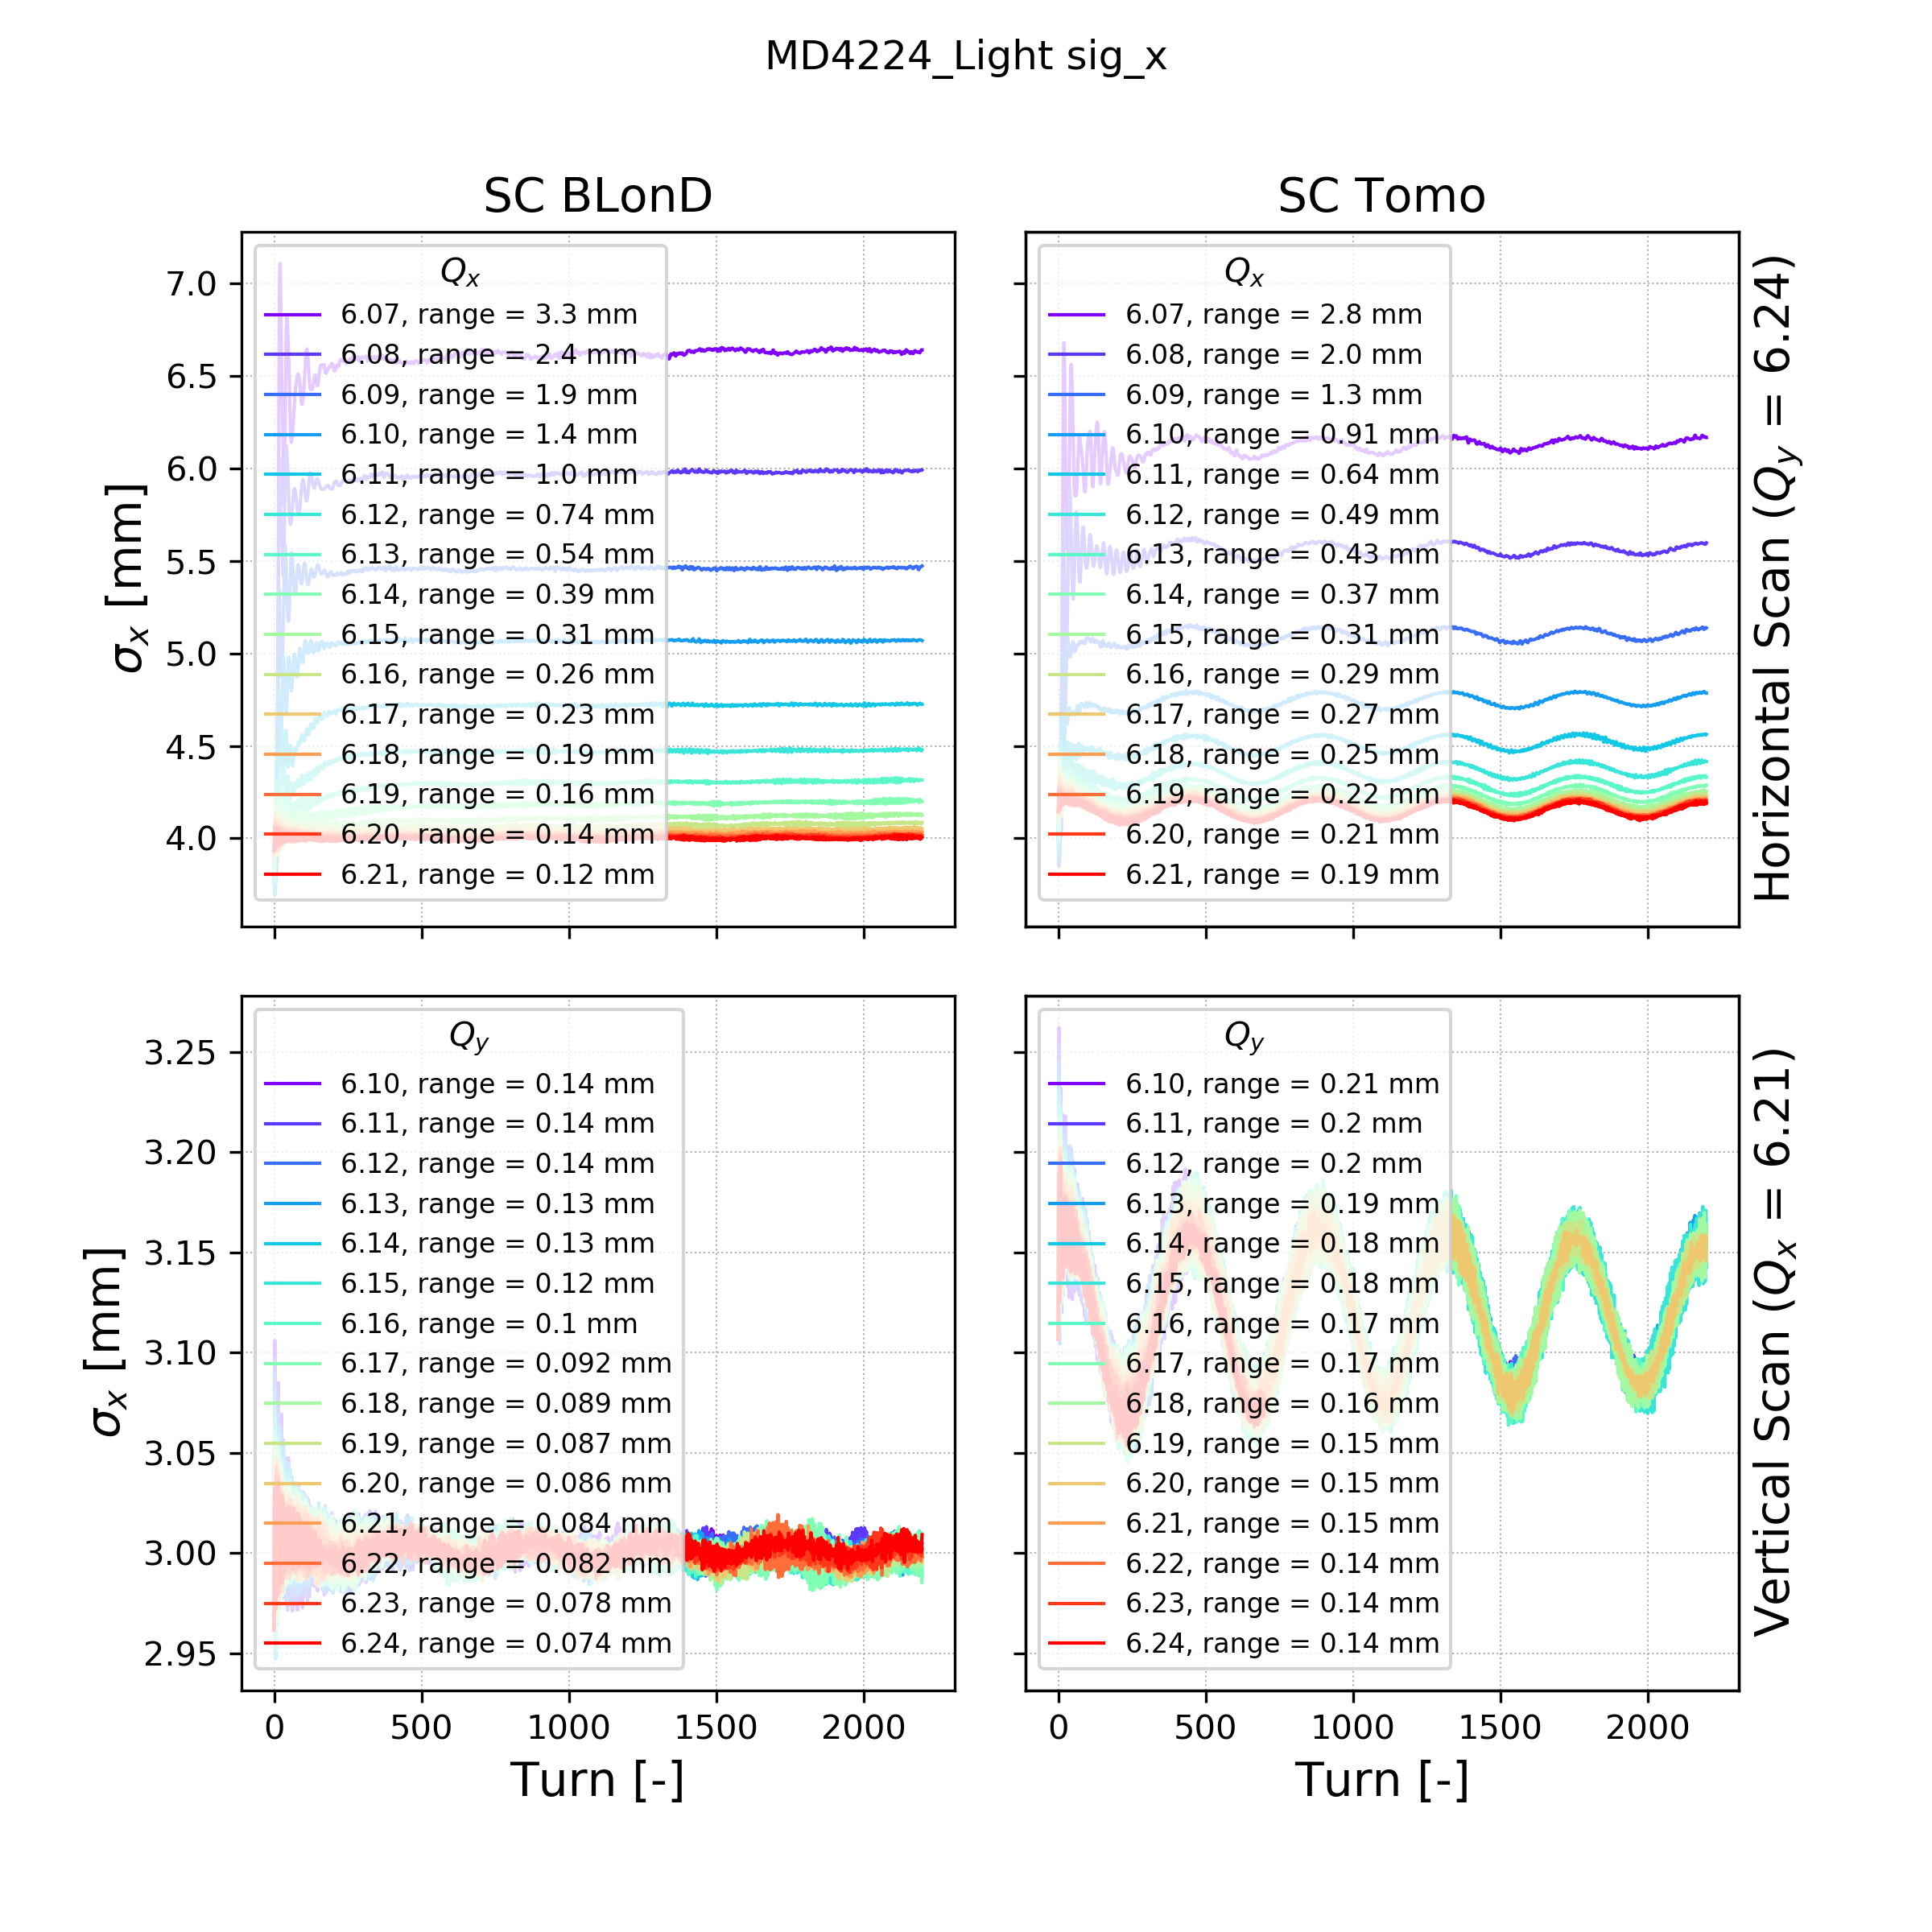 MD4224_Light sig_x
SC BLonD
SC Tomo
7.0
6.5
6.0
5.5
5.0
4.5
4.0
σx [mm]
Qx
6.07, range = 3.3 mm
6.08, range = 2.4 mm
6.09, range = 1.9 mm
6.10, range = 1.4 mm
6.11, range = 1.0 mm
6.12, range = 0.74 mm
6.13, range = 0.54 mm
6.14, range = 0.39 mm
6.15, range = 0.31 mm
6.16, range = 0.26 mm
6.17, range = 0.23 mm
6.18, range = 0.19 mm
6.19, range = 0.16 mm
6.20, range = 0.14 mm
6.21, range = 0.12 mm
Qx
6.07, range = 2.8 mm
6.08, range = 2.0 mm
6.09, range = 1.3 mm
6.10, range = 0.91 mm
6.11, range = 0.64 mm
6.12, range = 0.49 mm
6.13, range = 0.43 mm
6.14, range = 0.37 mm
6.15, range = 0.31 mm
6.16, range = 0.29 mm
6.17, range = 0.27 mm
6.18, range = 0.25 mm
6.19, range = 0.22 mm
6.20, range = 0.21 mm
6.21, range = 0.19 mm
Horizontal Scan (Qy = 6.24)
3.25
3.20
3.15
3.10
3.05
3.00
2.95
σx [mm]
Qy
6.10, range = 0.14 mm
6.11, range = 0.14 mm
6.12, range = 0.14 mm
6.13, range = 0.13 mm
6.14, range = 0.13 mm
6.15, range = 0.12 mm
6.16, range = 0.1 mm
6.17, range = 0.092 mm
6.18, range = 0.089 mm
6.19, range = 0.087 mm
6.20, range = 0.086 mm
6.21, range = 0.084 mm
6.22, range = 0.082 mm
6.23, range = 0.078 mm
6.24, range = 0.074 mm
Qy
6.10, range = 0.21 mm
6.11, range = 0.2 mm
6.12, range = 0.2 mm
6.13, range = 0.19 mm
6.14, range = 0.18 mm
6.15, range = 0.18 mm
6.16, range = 0.17 mm
6.17, range = 0.17 mm
6.18, range = 0.16 mm
6.19, range = 0.15 mm
6.20, range = 0.15 mm
6.21, range = 0.15 mm
6.22, range = 0.14 mm
6.23, range = 0.14 mm
6.24, range = 0.14 mm
Vertical Scan (Qx = 6.21)
0 500 1000 1500 2000
0 500 1000 1500 2000
Turn [-]
Turn [-]